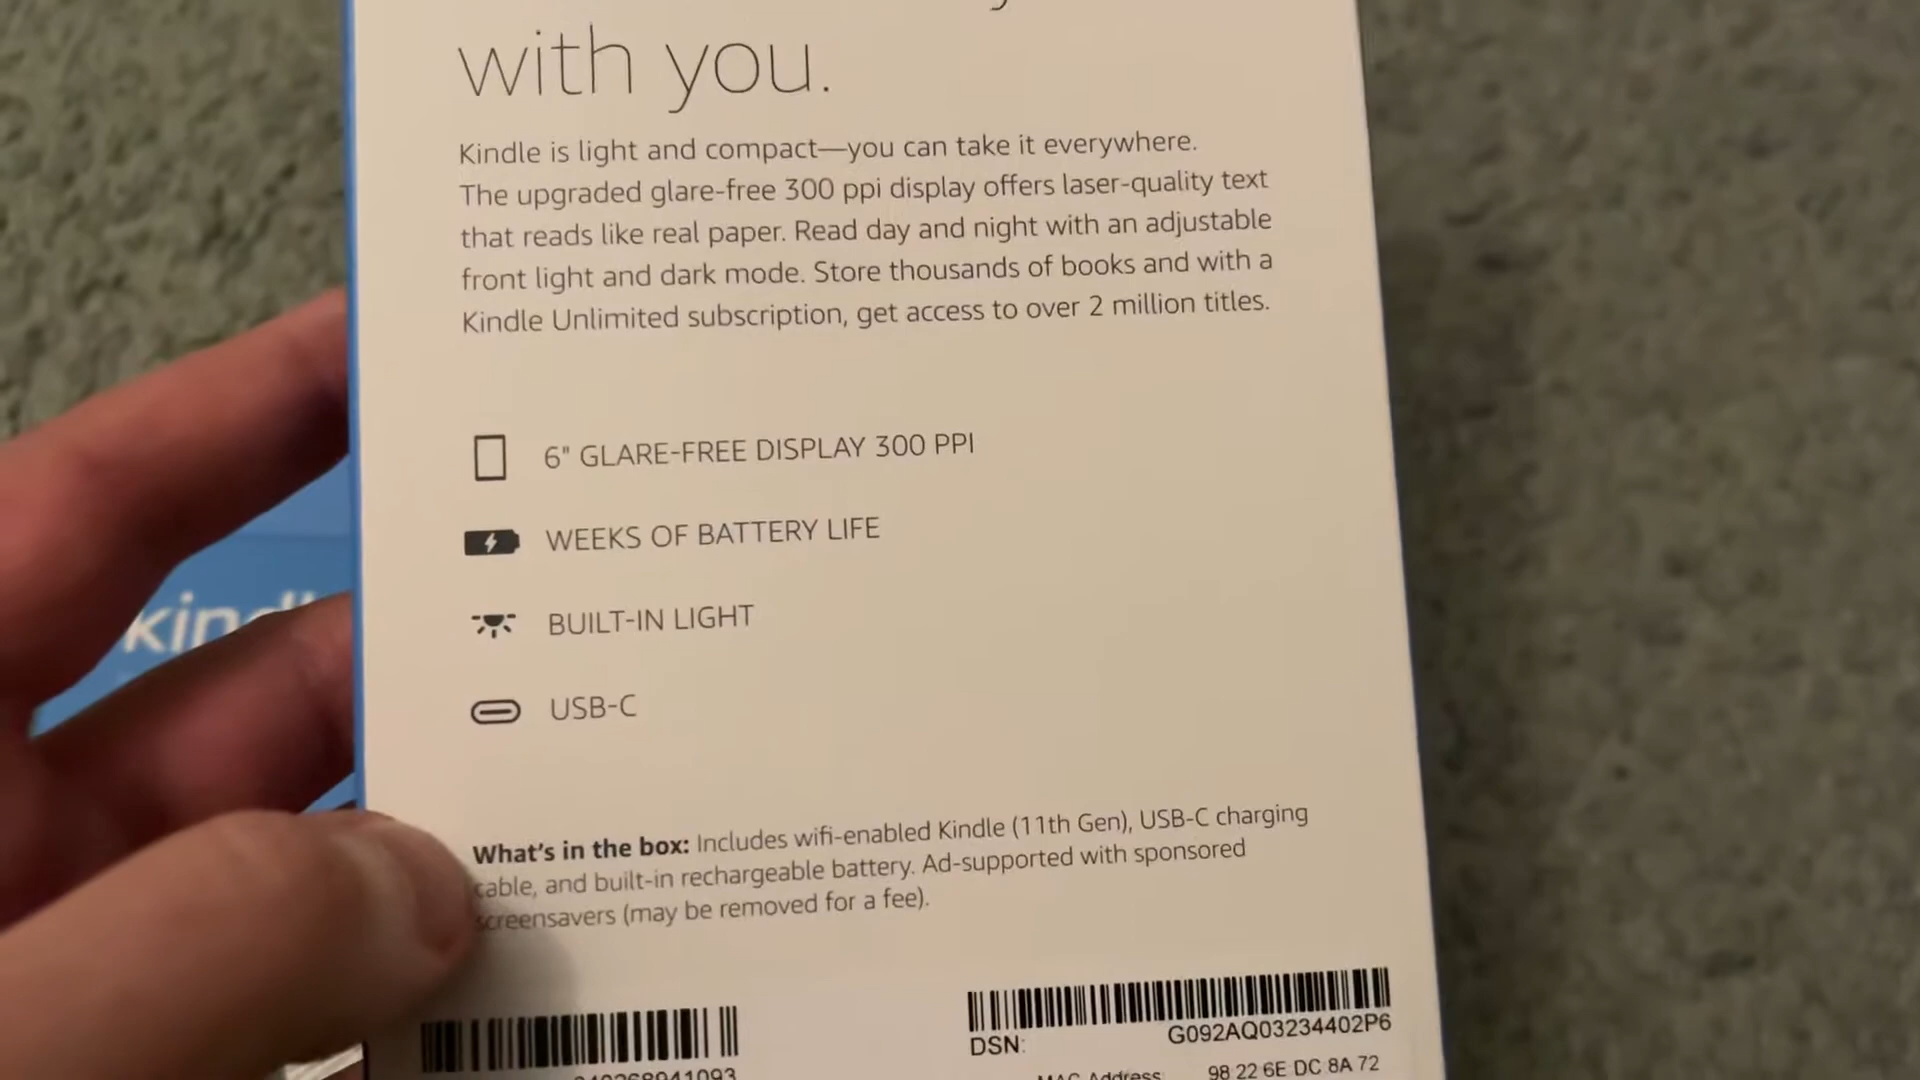 with you.
Kindle is light and compact—you can take it everywhere.
The upgraded glare-free 300 ppi display offers laser-quality text
that reads like real paper. Read day and night with an adjustable
front light and dark mode. Store thousands of books and with a
Kindle Unlimited subscription, get access to over 2 million titles.
6" GLARE-FREE DISPLAY 300 PPI
WEEKS OF BATTERY LIFE
BUILT-IN LIGHT
USB-C
What's in the box: Includes wifi-enabled Kindle (11th Gen), USB-C charging
cable, and built-in rechargeable battery. Ad-supported with sponsored
screensavers (may be removed for a fee).
DSN: G092AQ03234402P6
MAC Address: 98 22 6E DC 8A 72